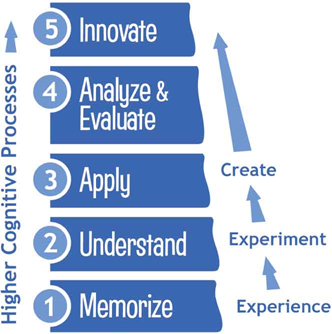 Higher Cognitive Processes
5 Innovate
4 Analyze &
Evaluate
3 Apply
2 Understand
1 Memorize
Create
Experiment
Experience